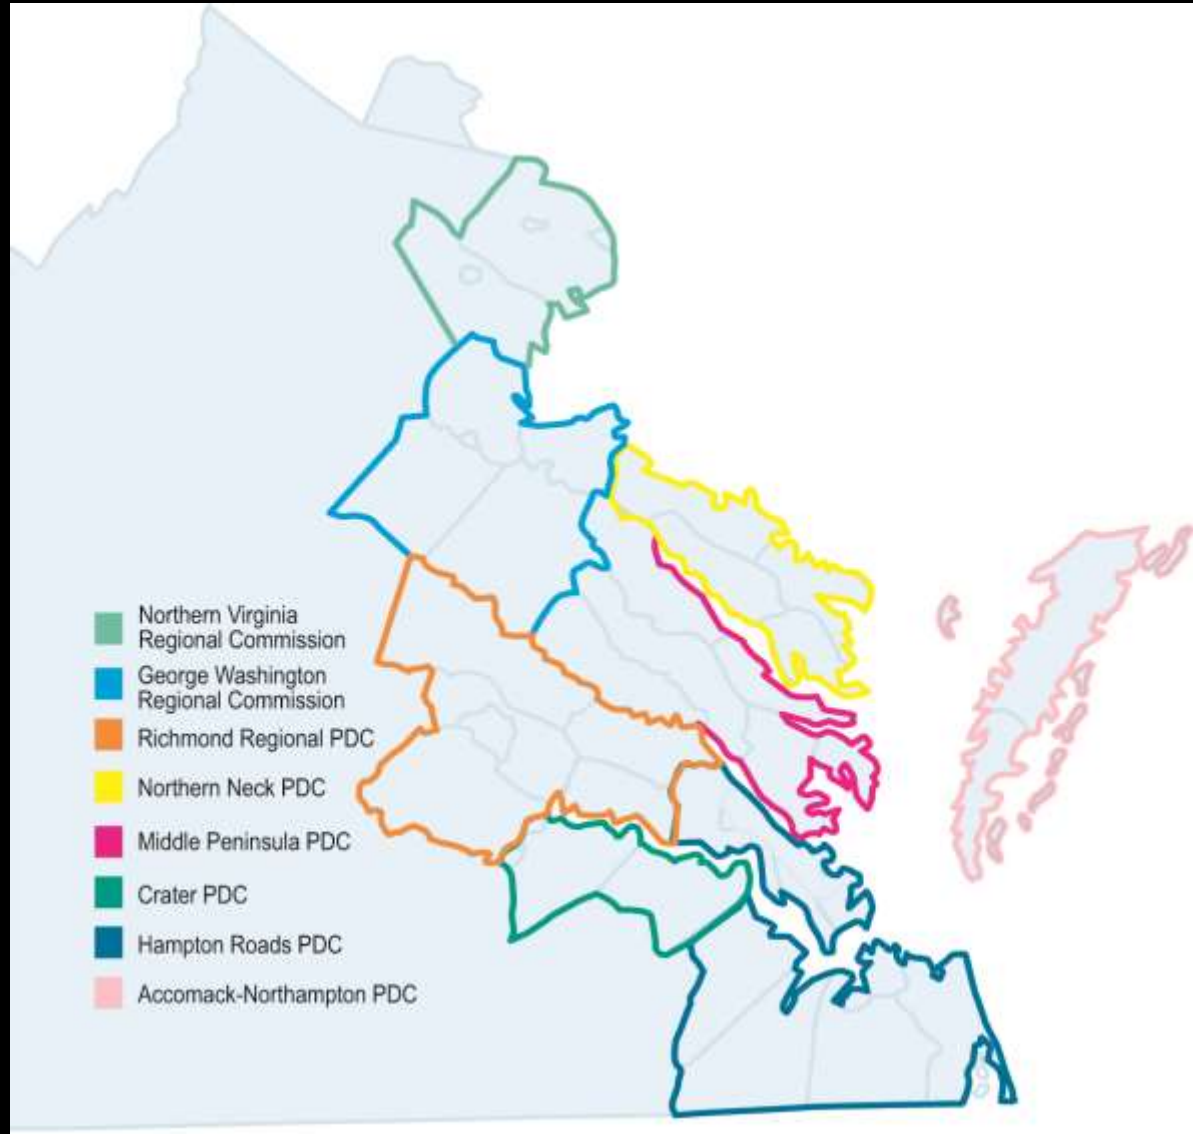 Northern Virginia
Regional Commission
George Washington
Regional Commission
Richmond Regional PDC
Northern Neck PDC
Middle Peninsula PDC
Crater PDC
Hampton Roads PDC
Accomack-Northampton PDC